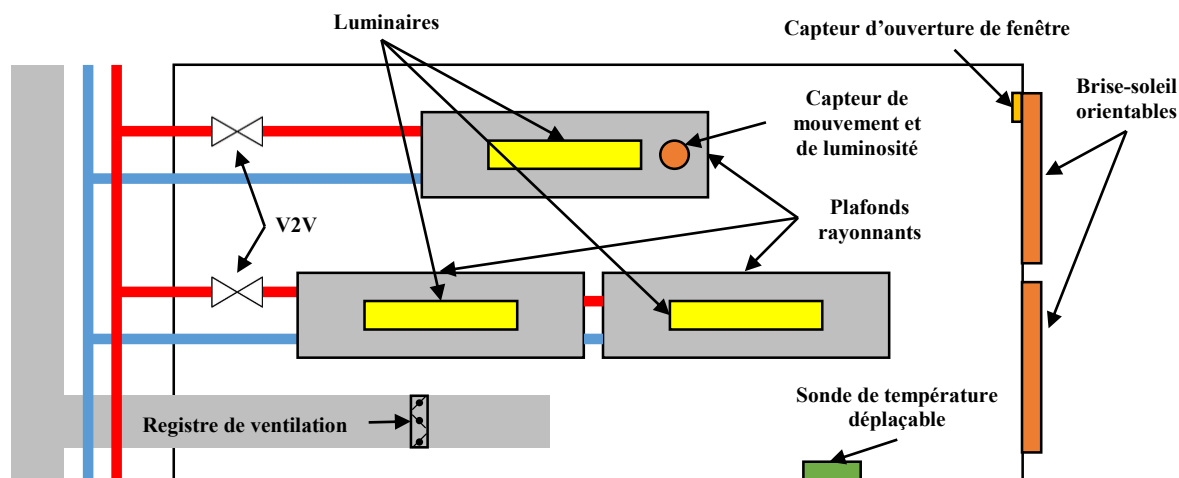 Luminaires
Capteur d’ouverture de fenêtre
Brise-soleil
orientables
Capteur de
mouvement et
de luminosité
V2V
Plafonds
rayonnants
Sonde de température
déplaçable
Registre de ventilation